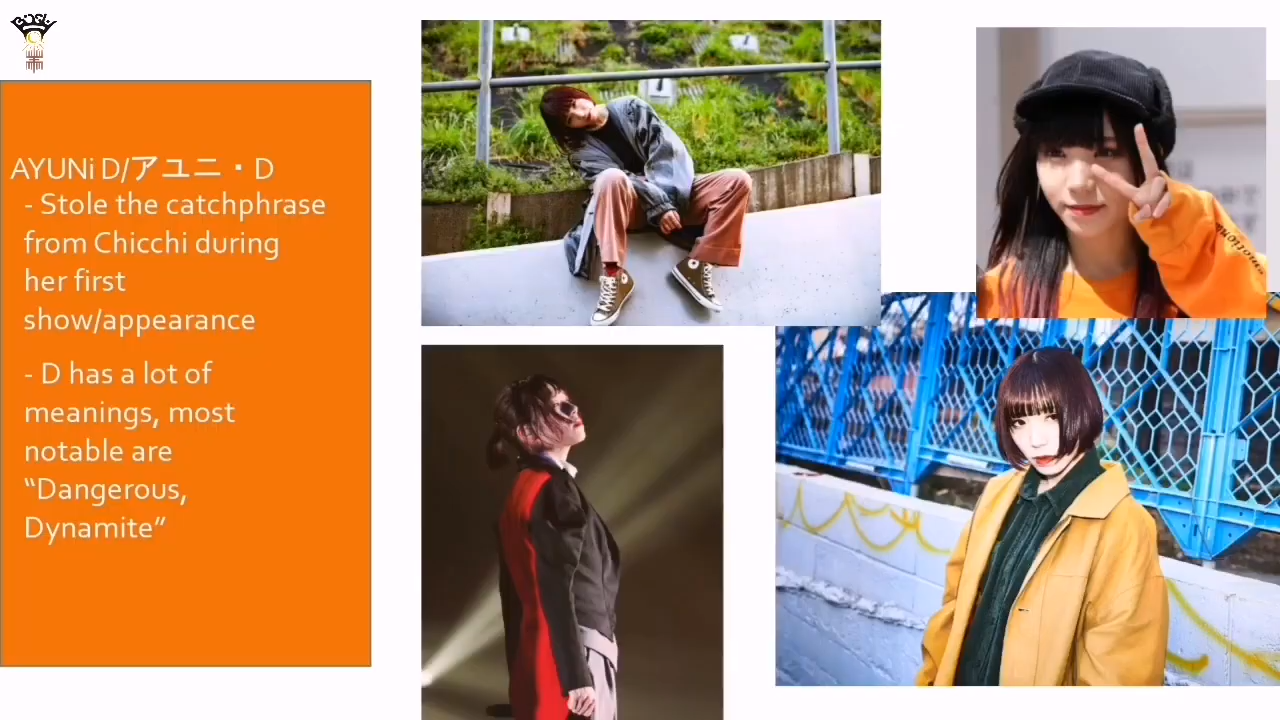 AYUNi D/アユニ・D
- Stole the catchphrase
from Chicchi during
her first
show/appearance
- D has a lot of
meanings, most
notable are
“Dangerous,
Dynamite”